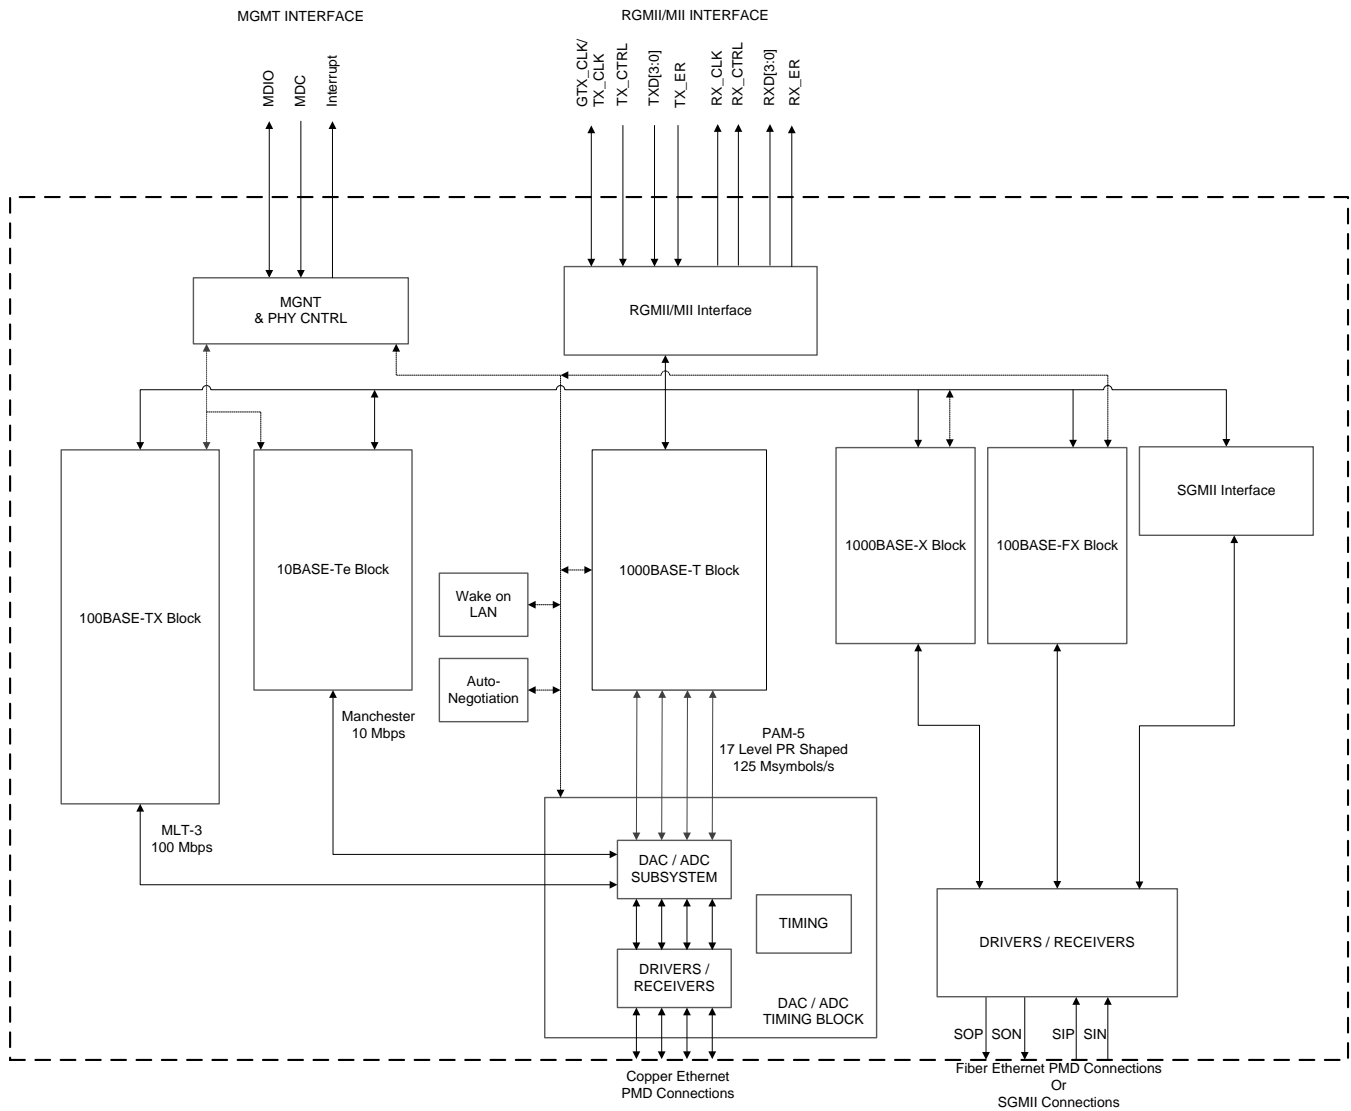 MGMT INTERFACE
RGMII/MII INTERFACE
MDIO
MDC
Interrupt
GTX_CLK/
TX_CLK
TX_CTRL
TXD[3:0]
TX_ER
RX_CLK
RX_CTRL
RXD[3:0]
RX_ER
MGNT
& PHY CNTRL
RGMII/MII Interface
100BASE-TX Block
10BASE-Te Block
Wake on
LAN
Auto-
Negotiation
1000BASE-T Block
1000BASE-X Block
100BASE-FX Block
SGMII Interface
Manchester
10 Mbps
PAM-5
17 Level PR Shaped
125 Msymbols/s
MLT-3
100 Mbps
DAC / ADC
SUBSYSTEM
TIMING
DRIVERS /
RECEIVERS
DAC / ADC
TIMING BLOCK
DRIVERS / RECEIVERS
SOP
SON
SIP
SIN
Copper Ethernet
PMD Connections
Fiber Ethernet PMD Connections
Or
SGMII Connections